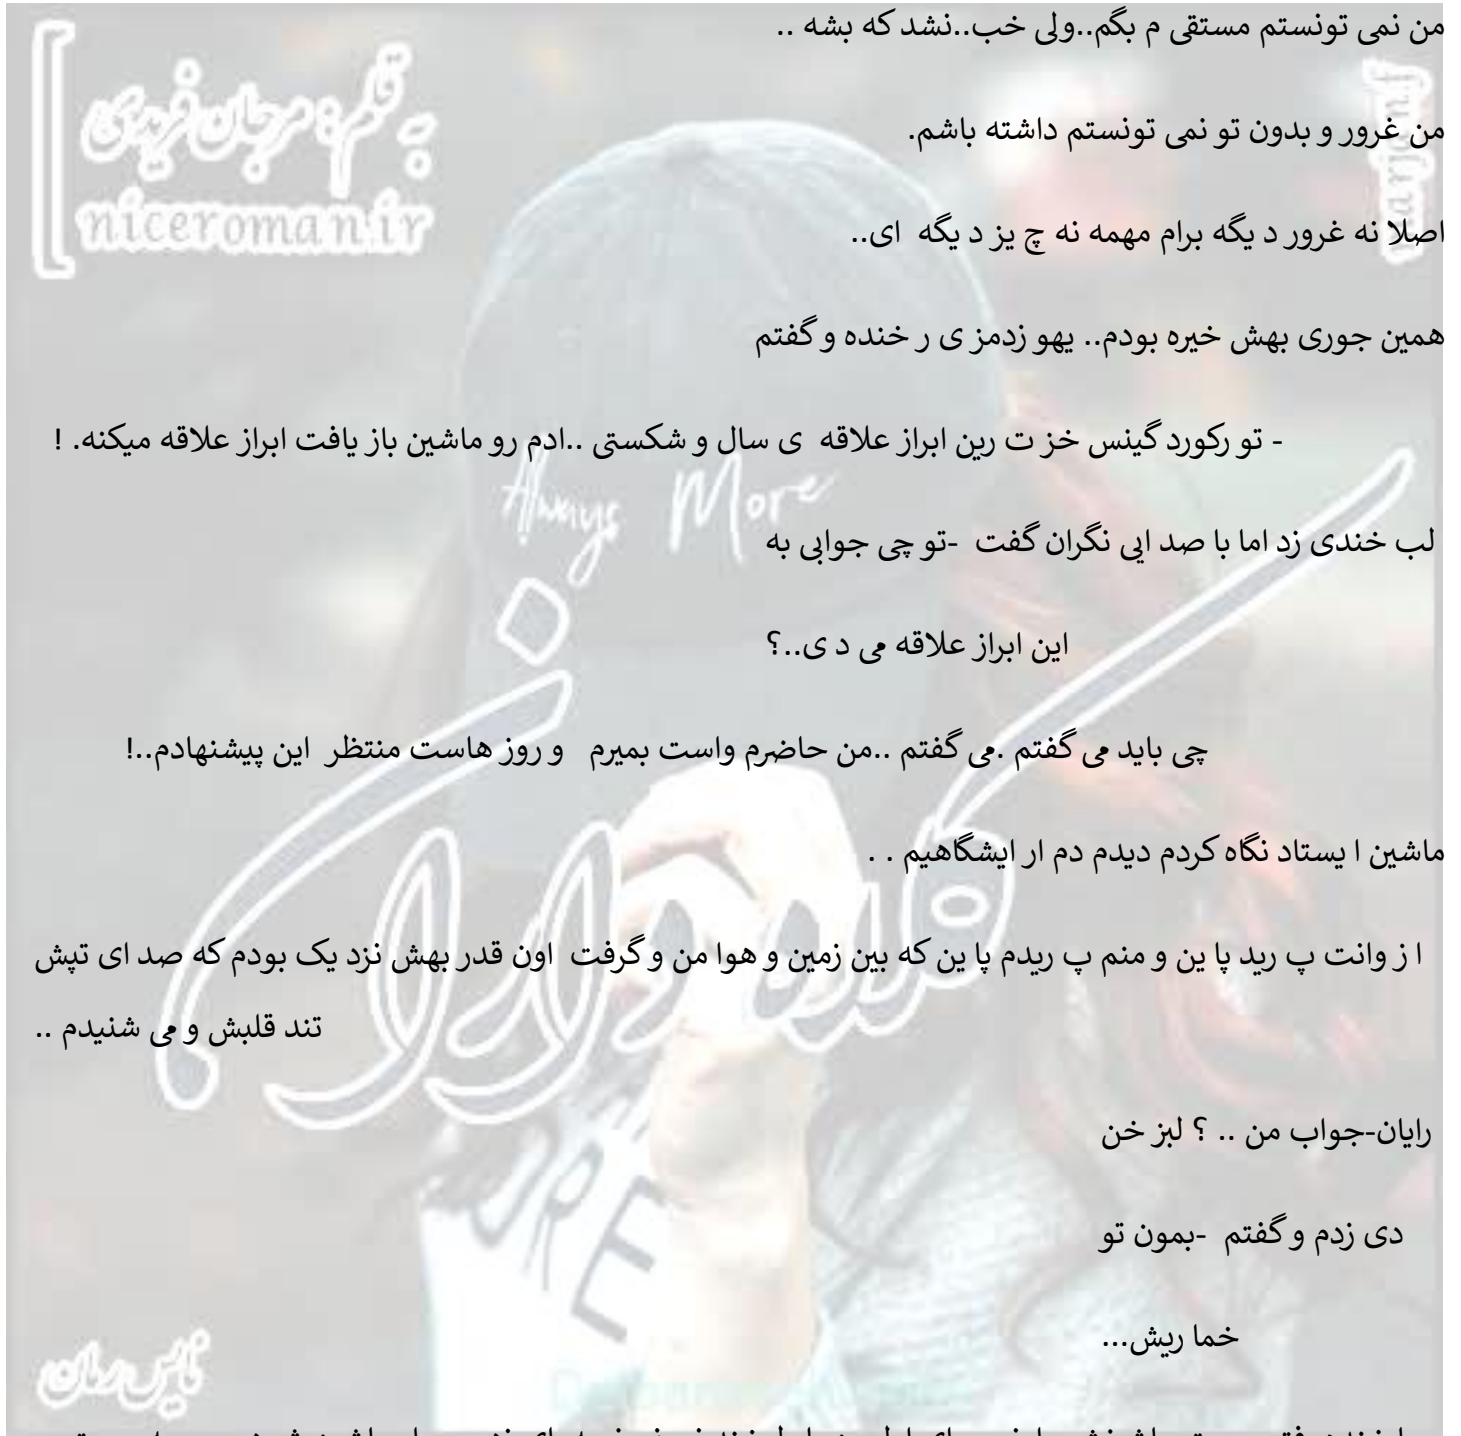 من نمی تونستم مستقی م بگم..ولی خب..نشد که بشه ..
من غرور و بدون تو نمی تونستم داشته باشم.
اصلا نه غرور د یگه برام مهمه نه چ یز د یگه ای..
همین جوری بهش خیره بودم.. یهو زدمز ی ر خنده و گفتم
- تو رکورد گینس خز ت رین ابراز علاقه ی سال و شکستی ..ادم رو ماشین باز یافت ابراز علاقه میکنه. !
لب خندی زد اما با صد ایی نگران گفت -تو چی جوابی به
این ابراز علاقه می د ی..؟
چی باید می گفتم .می گفتم ..من حاضرم واست بمیرم و روز هاست منتظر این پیشنهادم..!
ماشین ا یستاد نگاه کردم دیدم دم ار ایشگاهیم . .
ا ز وانت پ رید پا ین و منم پ ریدم پا ین که بین زمین و هوا من و گرفت اون قدر بهش نزد یک بودم که صد ای تپش
تند قلبش و می شنیدم ..
رایان-جواب من .. ؟ لبز خن
دی زدم و گفتم -بمون تو
خما ریش...
به قلم: مرجان فریدی
niceroman.ir
marjan.f
Always More
گناهکاران
نایس رمان